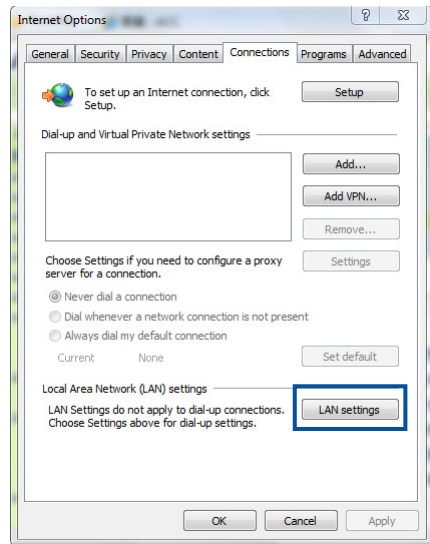 Internet Options
General Security Privacy Content Connections Programs Advanced
To set up an Internet connection, click
Setup.
Setup
Dial-up and Virtual Private Network settings
Add...
Add VPN...
Remove...
Choose Settings if you need to configure a proxy
server for a connection.
Settings
Never dial a connection
Dial whenever a network connection is not present
Always dial my default connection
Current None
Set default
Local Area Network (LAN) settings
LAN Settings do not apply to dial-up connections.
Choose Settings above for dial-up settings.
LAN settings
OK Cancel Apply